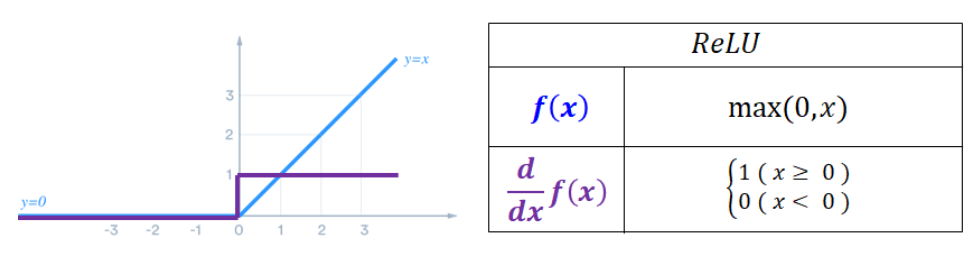 y=x
3
2
1
y=0
-3 -2 -1 0 1 2 3
ReLU
f(x) max(0,x)
d/dx f(x) {1 ( x ≥ 0 )
0 ( x < 0 )